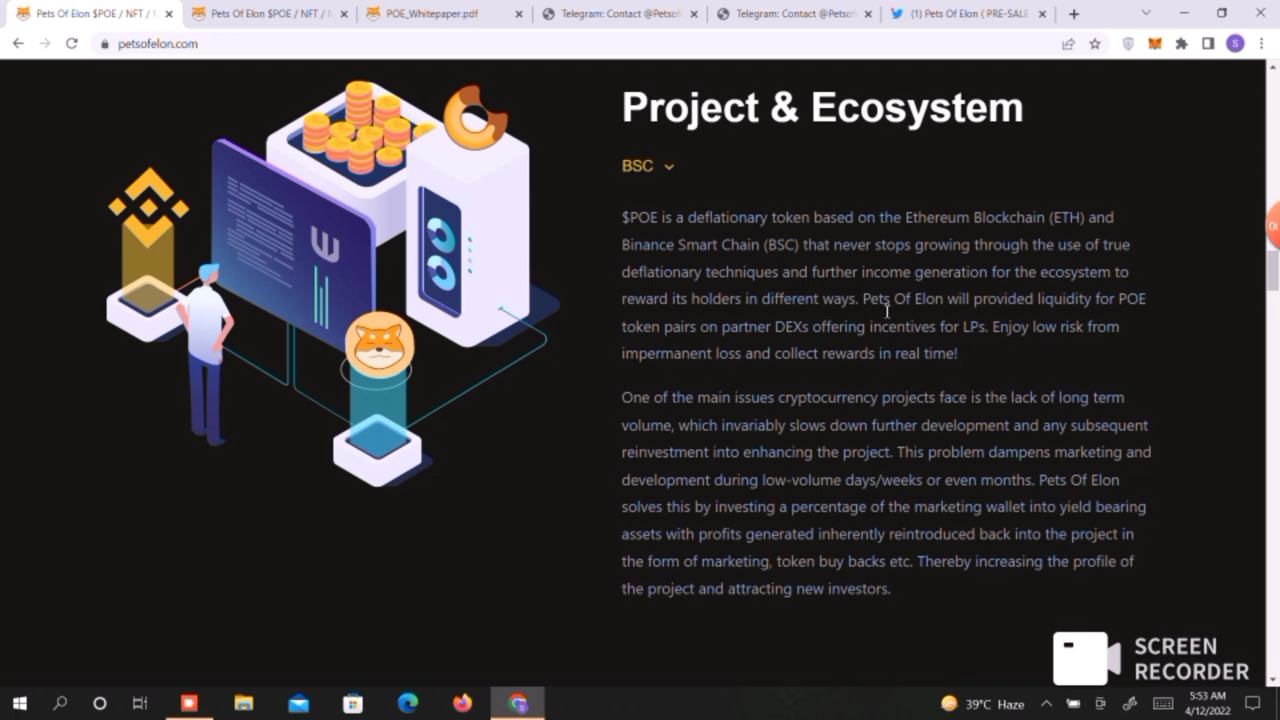 Pets Of Elon $POE / NFT /
Pets Of Elon $POE / NFT /
POE_Whitepaper.pdf
Telegram: Contact @Petsof
Telegram: Contact @Petsof
(1) Pets Of Elon ( PRE-SALE
petsofelon.com
S
Project & Ecosystem
BSC
$POE is a deflationary token based on the Ethereum Blockchain (ETH) and
Binance Smart Chain (BSC) that never stops growing through the use of true
deflationary techniques and further income generation for the ecosystem to
reward its holders in different ways. Pets Of Elon will provided liquidity for POE
token pairs on partner DEXs offering incentives for LPs. Enjoy low risk from
impermanent loss and collect rewards in real time!
One of the main issues cryptocurrency projects face is the lack of long term
volume, which invariably slows down further development and any subsequent
reinvestment into enhancing the project. This problem dampens marketing and
development during low-volume days/weeks or even months. Pets Of Elon
solves this by investing a percentage of the marketing wallet into yield bearing
assets with profits generated inherently reintroduced back into the project in
the form of marketing, token buy backs etc. Thereby increasing the profile of
the project and attracting new investors.
SCREEN
RECORDER
39°C Haze
5:53 AM
4/12/2022